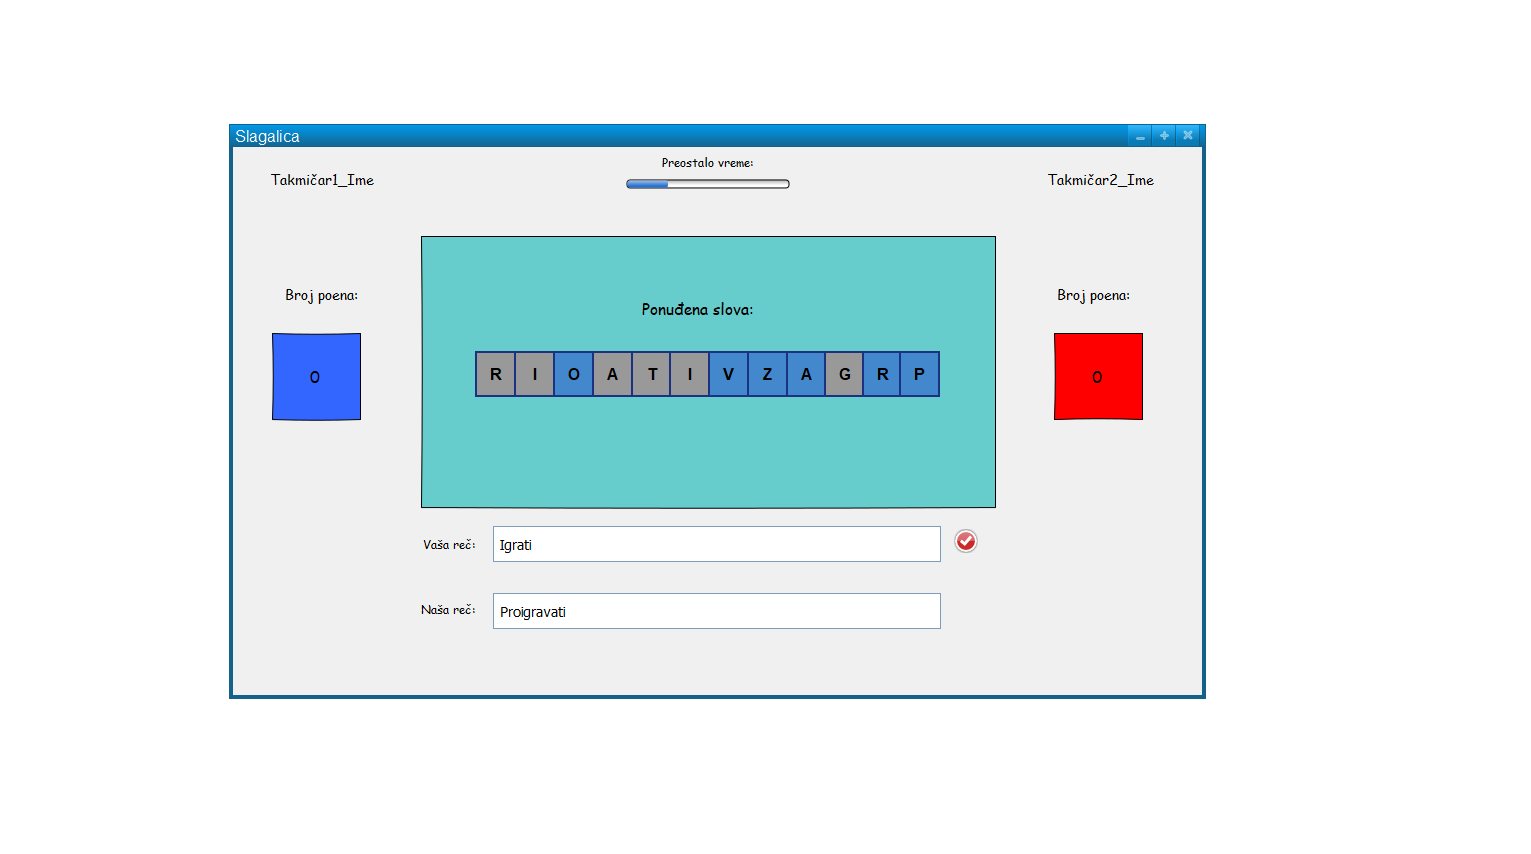 Slagalica
Preostalo vreme:
Takmičar1_Ime
Takmičar2_Ime
Broj poena:
Broj poena:
0
0
Ponuđena slova:
R I O A T I V Z A G R P
Vaša reč: Igrati
Naša reč: Proigravati